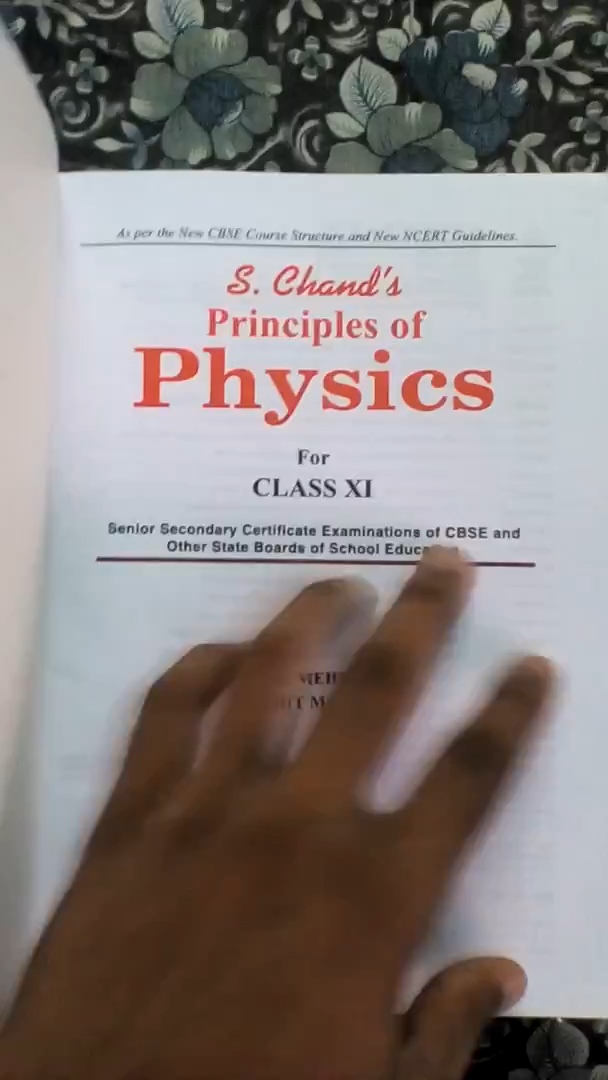 As per the New CBSE Course Structure and New NCERT Guidelines.
S. Chand's
Principles of
Physics
For
CLASS XI
Senior Secondary Certificate Examinations of CBSE and
Other State Boards of School